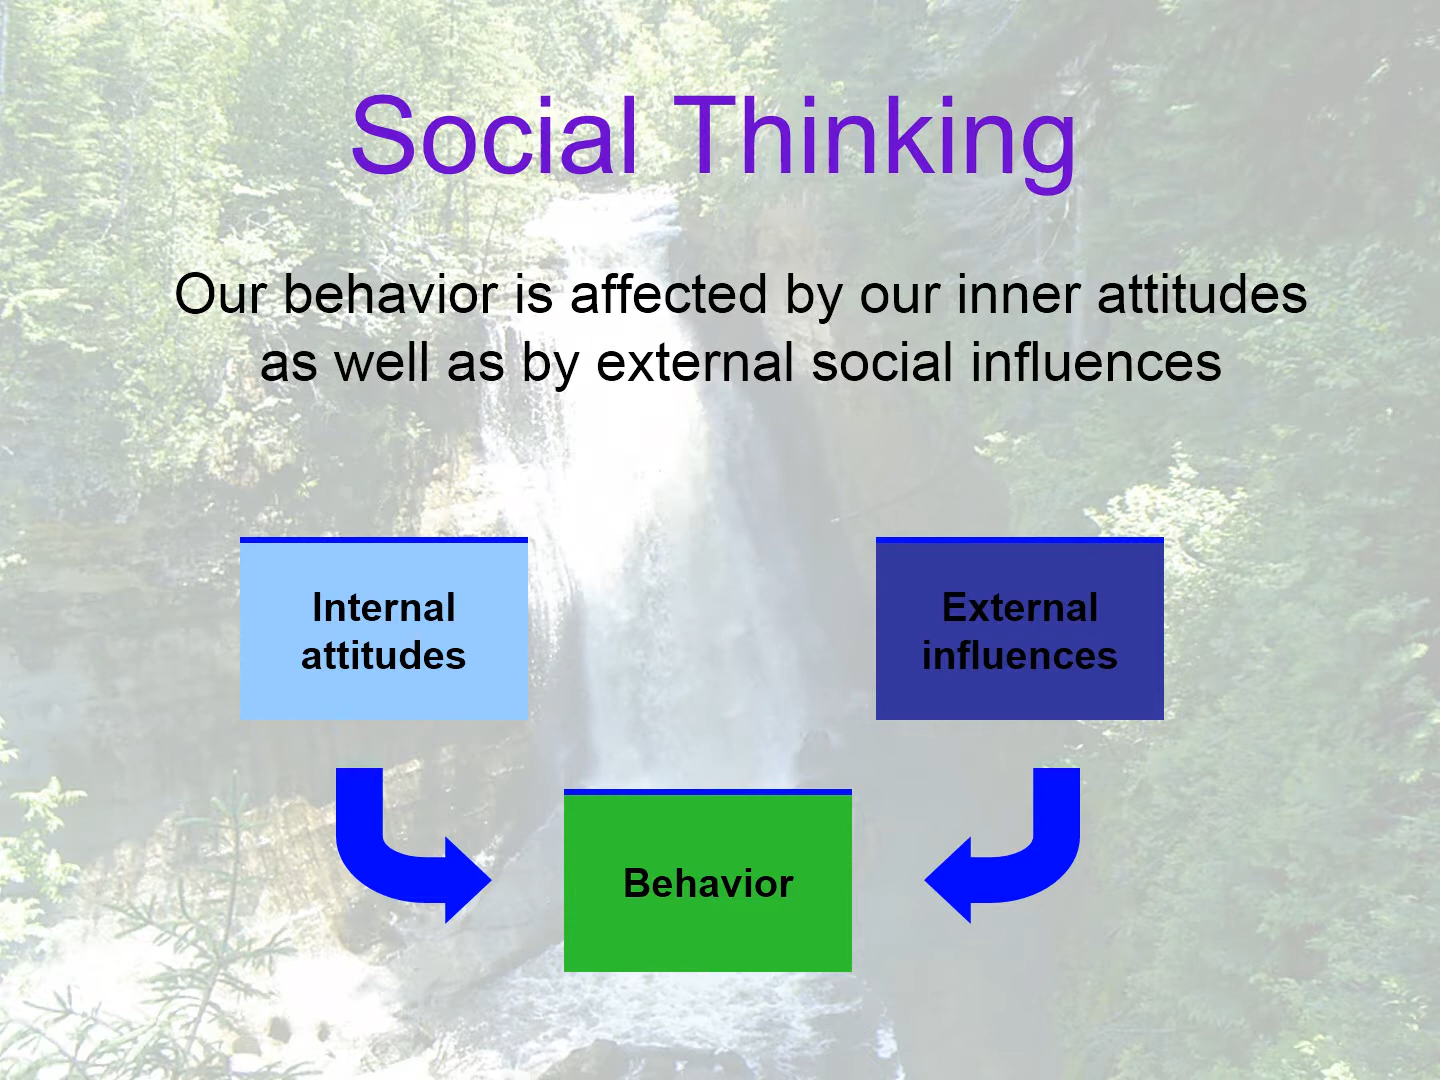 Social Thinking
Our behavior is affected by our inner attitudes
as well as by external social influences
Internal
attitudes
External
influences
Behavior